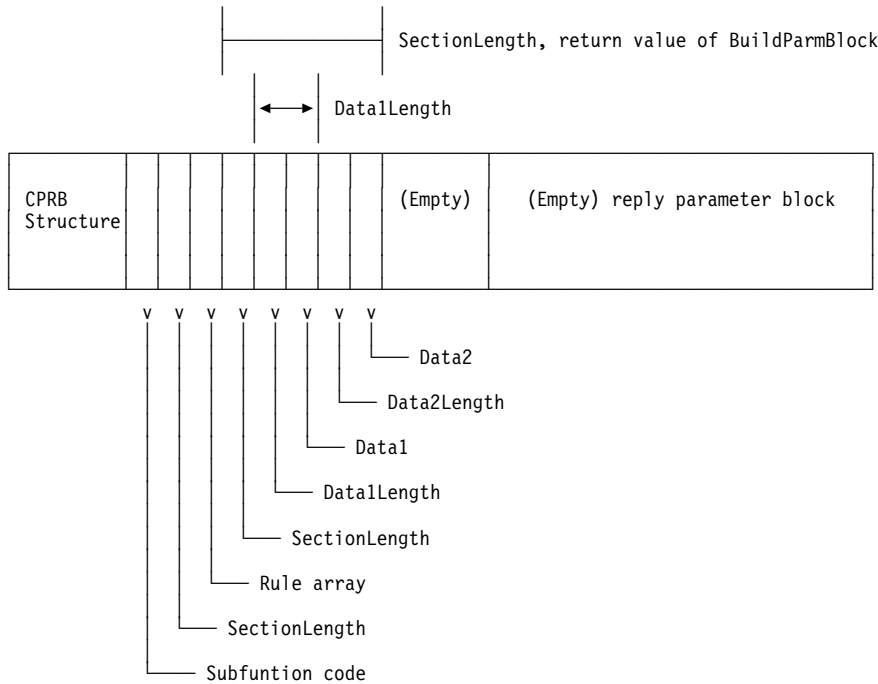 SectionLength, return value of BuildParmBlock
Data1Length
CPRB
Structure
(Empty)
(Empty) reply parameter block
v v v v v v v v
Data2
Data2Length
Data1
Data1Length
SectionLength
Rule array
SectionLength
Subfuntion code